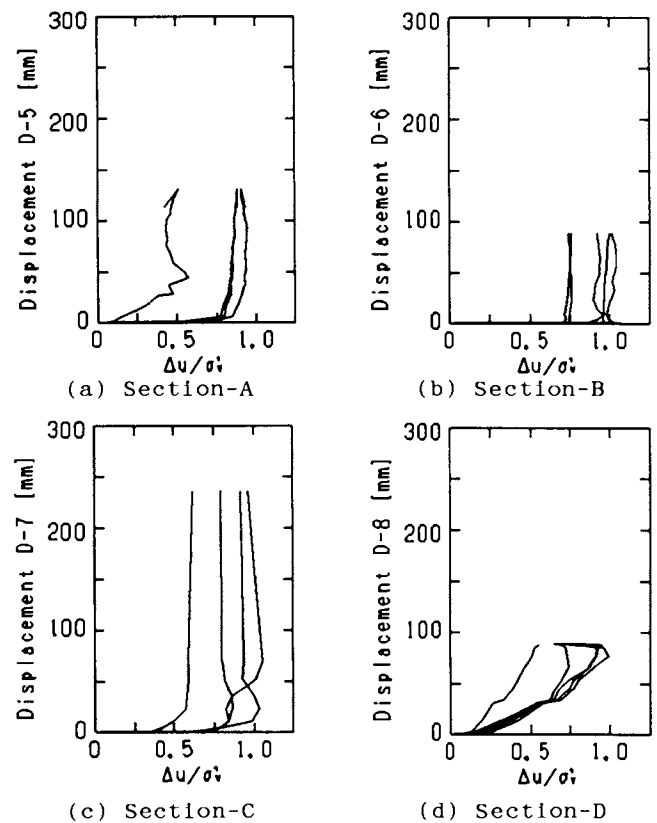 300
200
100
0
Displacement D-5 [mm]
0 0.5 1.0
Δu/σ'v
(a) Section-A
300
200
100
0
Displacement D-6 [mm]
0 0.5 1.0
Δu/σ'v
(b) Section-B
300
200
100
0
Displacement D-7 [mm]
0 0.5 1.0
Δu/σ'v
(c) Section-C
300
200
100
0
Displacement D-8 [mm]
0 0.5 1.0
Δu/σ'v
(d) Section-D